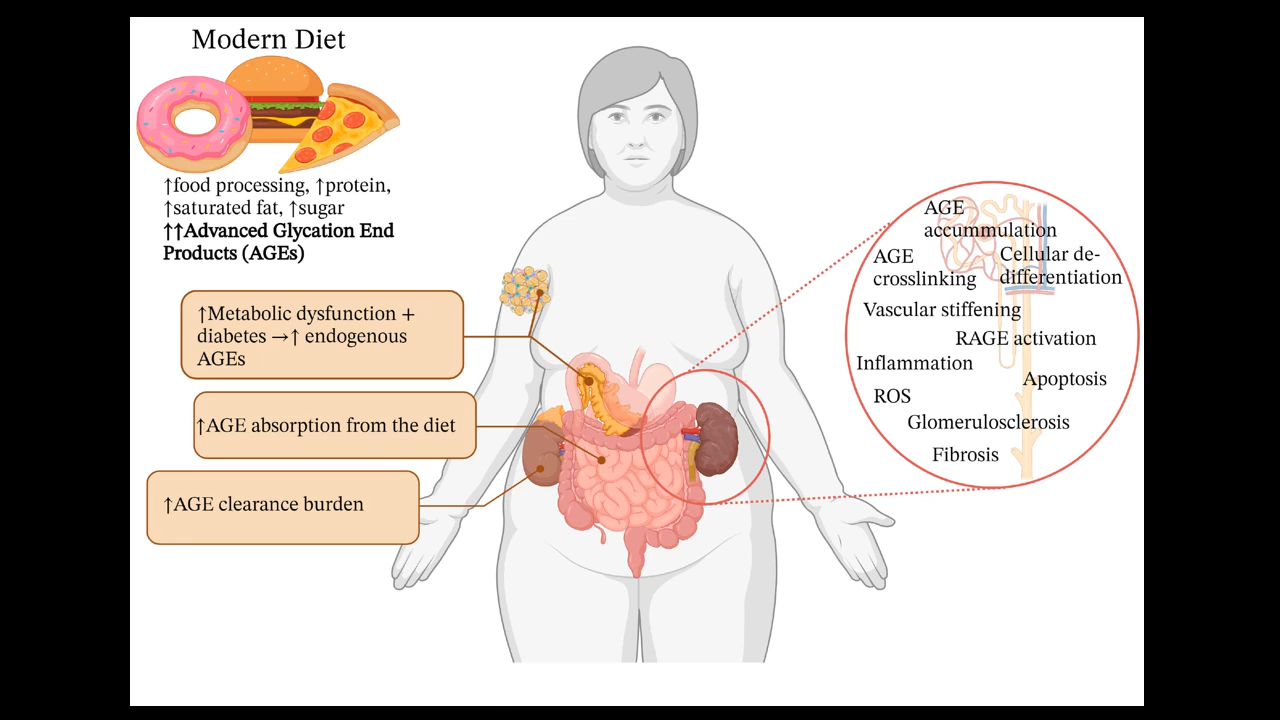 Modern Diet
↑food processing, ↑protein,
↑saturated fat, ↑sugar
↑↑Advanced Glycation End
Products (AGEs)
↑Metabolic dysfunction +
diabetes →↑ endogenous
AGEs
↑AGE absorption from the diet
↑AGE clearance burden
AGE
accummulation
AGE
crosslinking
Cellular de-
differentiation
Vascular stiffening
RAGE activation
Inflammation
Apoptosis
ROS
Glomerulosclerosis
Fibrosis